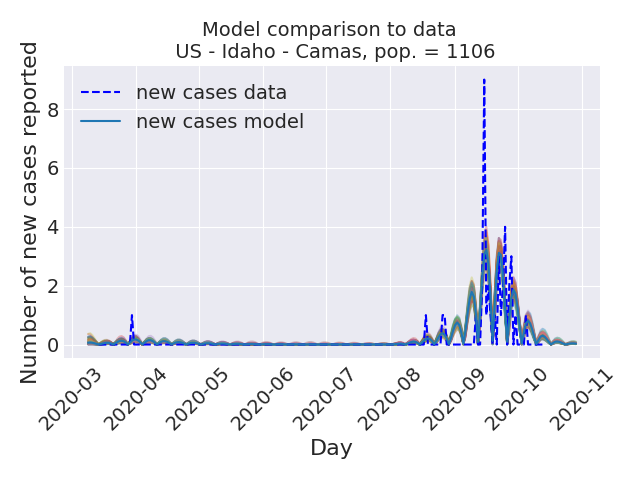 Model comparison to data
US - Idaho - Camas, pop. = 1106
Number of new cases reported
8
6
4
2
0
new cases data
new cases model
2020-03
2020-04
2020-05
2020-06
2020-07
2020-08
2020-09
2020-10
2020-11
Day